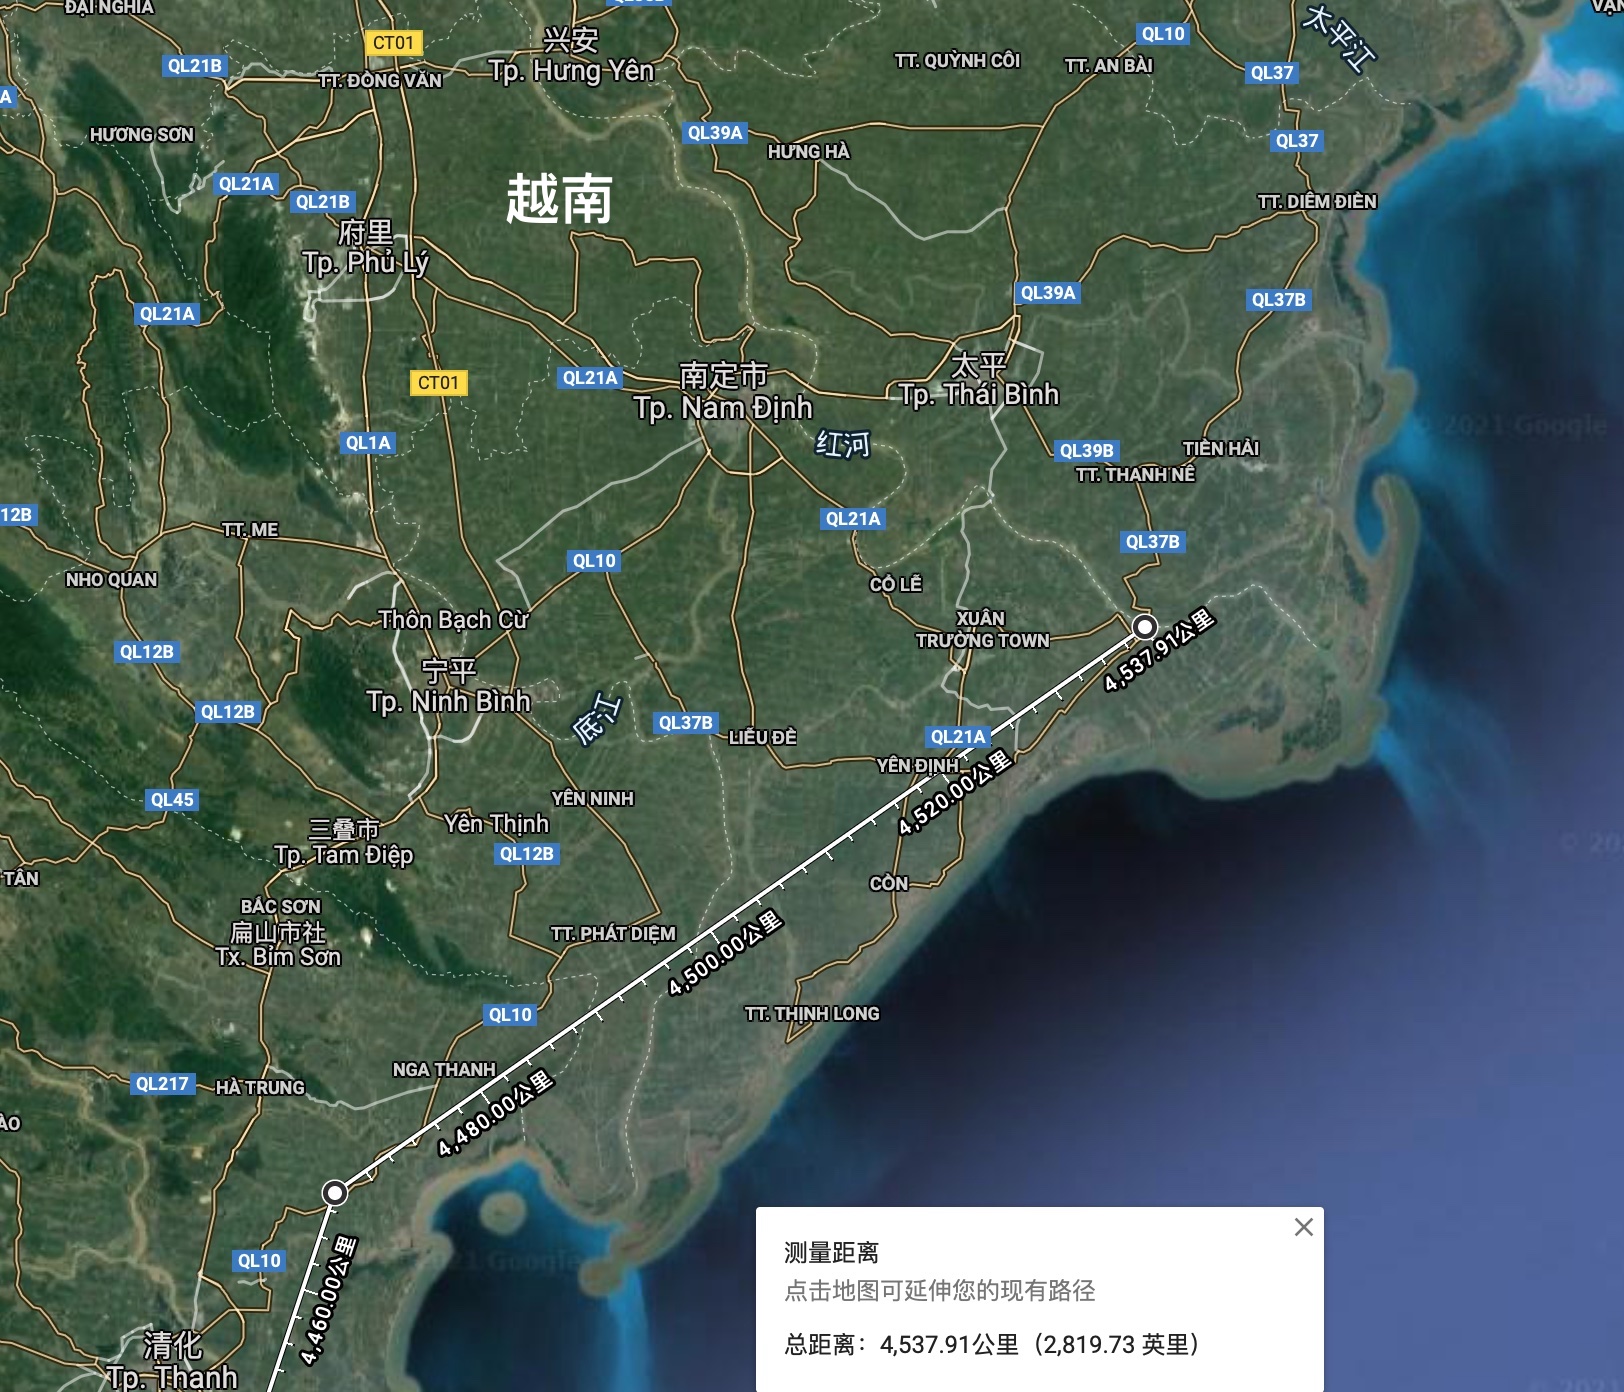 ĐẠI NGHĨA
CT01
兴安
Tp. Hưng Yên
QL10
太平江
QL21B
TT. ĐỒNG VĂN
TT. QUỲNH CÔI
TT. AN BÀI
QL37
A
HƯƠNG SƠN
QL39A
HƯNG HÀ
QL37
QL21A
QL21B
越南
TT. DIÊM ĐIỀN
府里
Tp. Phủ Lý
QL39A
QL37B
QL21A
CT01
QL21A
南定市
Tp. Nam Định
太平
Tp. Thái Bình
© 2021 Google
QL1A
红河
QL39B
TIỀN HẢI
TT. THANH NÊ
12B
TT. ME
QL21A
QL37B
NHO QUAN
QL10
CỔ LỄ
Thôn Bạch Cừ
XUÂN
TRƯỜNG TOWN
4,537.91公里
QL12B
宁平
Tp. Ninh Bình
QL12B
底江
QL37B
LIỄU ĐỀ
QL21A
YÊN ĐỊNH
4,520.00公里
QL45
YÊN NINH
三叠市
Tp. Tam Điệp
Yên Thịnh
QL12B
© 202
TÂN
CỒN
BẮC SƠN
扁山市社
Tx. Bỉm Sơn
TT. PHÁT DIỆM
4,500.00公里
QL10
TT. THỊNH LONG
NGA THANH
QL217
HÀ TRUNG
4,480.00公里
ÀO
QL10
21 Google
4,460.00公里
清化
Tp. Thanh
测量距离
点击地图可延伸您的现有路径
总距离：4,537.91公里（2,819.73 英里）